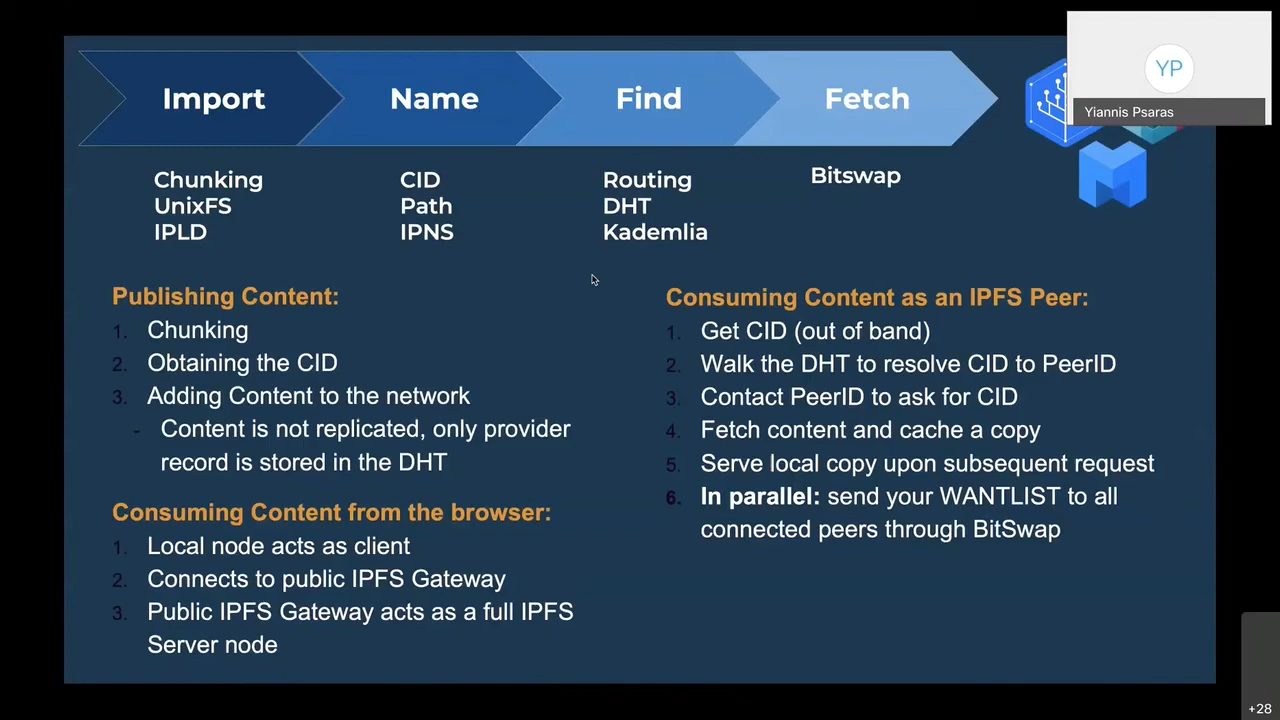 Import
Name
Find
Fetch
YP
Yiannis Psaras
Chunking
UnixFS
IPLD
CID
Path
IPNS
Routing
DHT
Kademlia
Bitswap
Publishing Content:
1. Chunking
2. Obtaining the CID
3. Adding Content to the network
- Content is not replicated, only provider
record is stored in the DHT
Consuming Content from the browser:
1. Local node acts as client
2. Connects to public IPFS Gateway
3. Public IPFS Gateway acts as a full IPFS
Server node
Consuming Content as an IPFS Peer:
1. Get CID (out of band)
2. Walk the DHT to resolve CID to PeerID
3. Contact PeerID to ask for CID
4. Fetch content and cache a copy
5. Serve local copy upon subsequent request
6. In parallel: send your WANTLIST to all
connected peers through BitSwap
+28